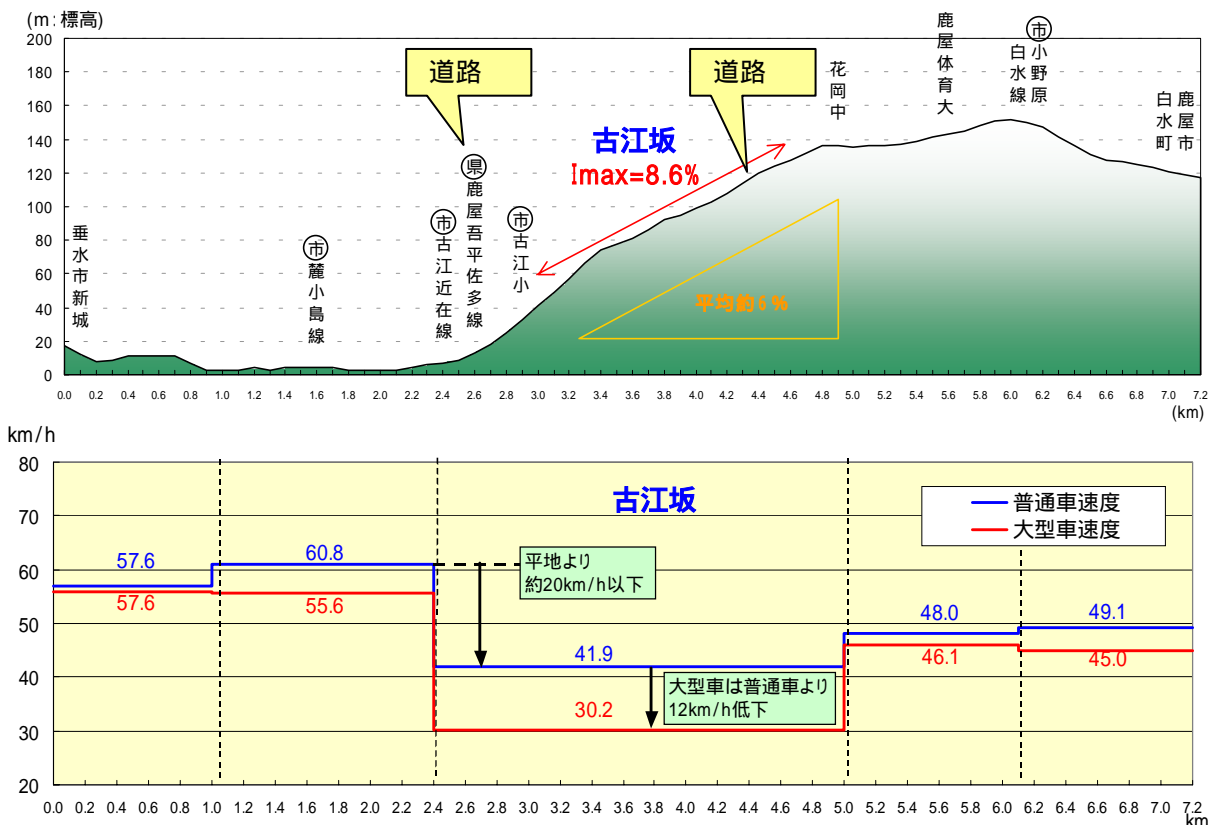 (m:標高)
200
180
160
140
120
100
80
60
40
20
0
垂水市新城
市麓小島線
市古江近在線
県鹿屋吾平佐多線
市古江小
道路
道路
古江坂
Imax=8.6%
平均約6%
花岡中
鹿屋体育大
白水線
市小野原
白水町
鹿屋市
0.0 0.2 0.4 0.6 0.8 1.0 1.2 1.4 1.6 1.8 2.0 2.2 2.4 2.6 2.8 3.0 3.2 3.4 3.6 3.8 4.0 4.2 4.4 4.6 4.8 5.0 5.2 5.4 5.6 5.8 6.0 6.2 6.4 6.6 6.8 7.0 7.2
(km)
km/h
80
70
60
50
40
30
20
古江坂
普通車速度
大型車速度
57.6
57.6
60.8
55.6
平地より
約20km/h以下
41.9
30.2
大型車は普通車より
12km/h低下
48.0
46.1
49.1
45.0
0.0 0.2 0.4 0.6 0.8 1.0 1.2 1.4 1.6 1.8 2.0 2.2 2.4 2.6 2.8 3.0 3.2 3.4 3.6 3.8 4.0 4.2 4.4 4.6 4.8 5.0 5.2 5.4 5.6 5.8 6.0 6.2 6.4 6.6 6.8 7.0 7.2
km